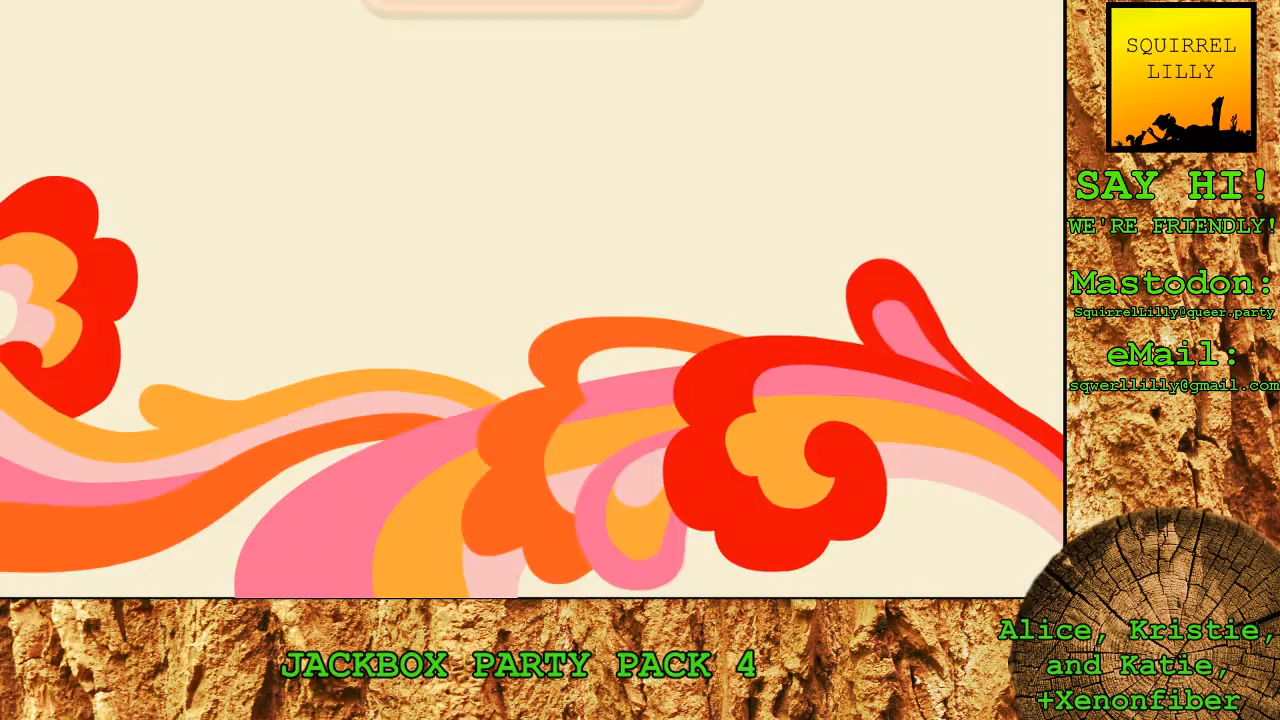 SQUIRREL
LILLY
SAY HI!
WE'RE FRIENDLY!
Mastodon:
SquirrelLilly@queer.party
eMail:
sqwerllilly@gmail.com
Alice, Kristie,
and Katie,
+Xenonfiber
JACKBOX PARTY PACK 4